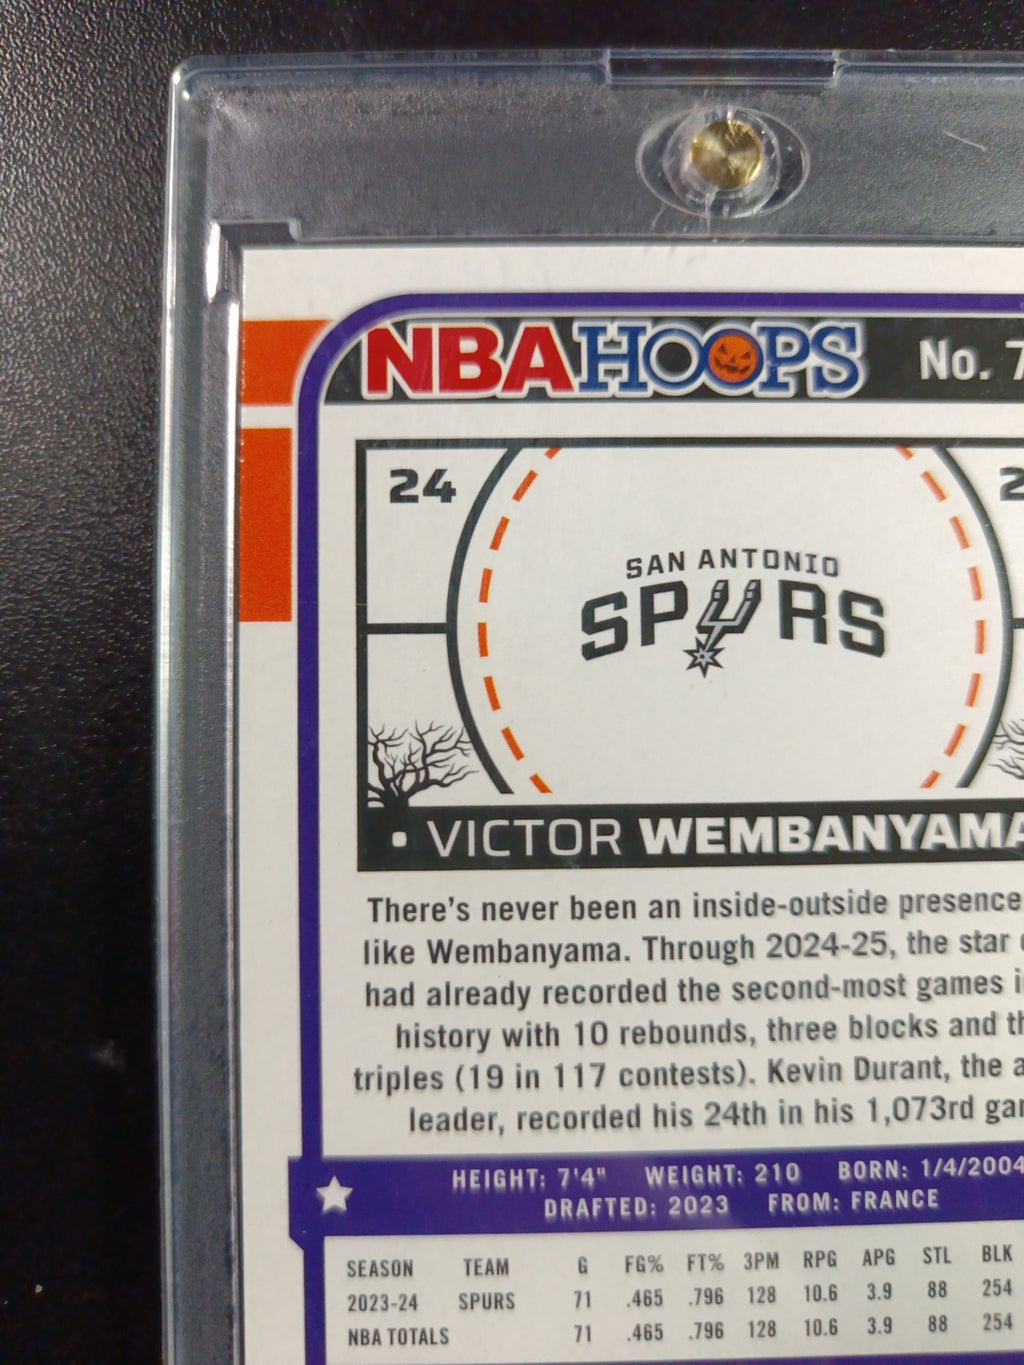 NBA HOOPS No. 7
24 2
SAN ANTONIO
SPURS
VICTOR WEMBANYAMA
There's never been an inside-outside presence
like Wembanyama. Through 2024-25, the star
had already recorded the second-most games
history with 10 rebounds, three blocks and
triples (19 in 117 contests). Kevin Durant, the
leader, recorded his 24th in his 1,073rd
HEIGHT: 7'4" WEIGHT: 210 BORN: 1/4/2004
DRAFTED: 2023 FROM: FRANCE
SEASON TEAM G FG% FT% 3PM RPG APG STL BLK
2023-24 SPURS 71 .465 .796 128 10.6 3.9 88 254
NBA TOTALS 71 .465 .796 128 10.6 3.9 88 254